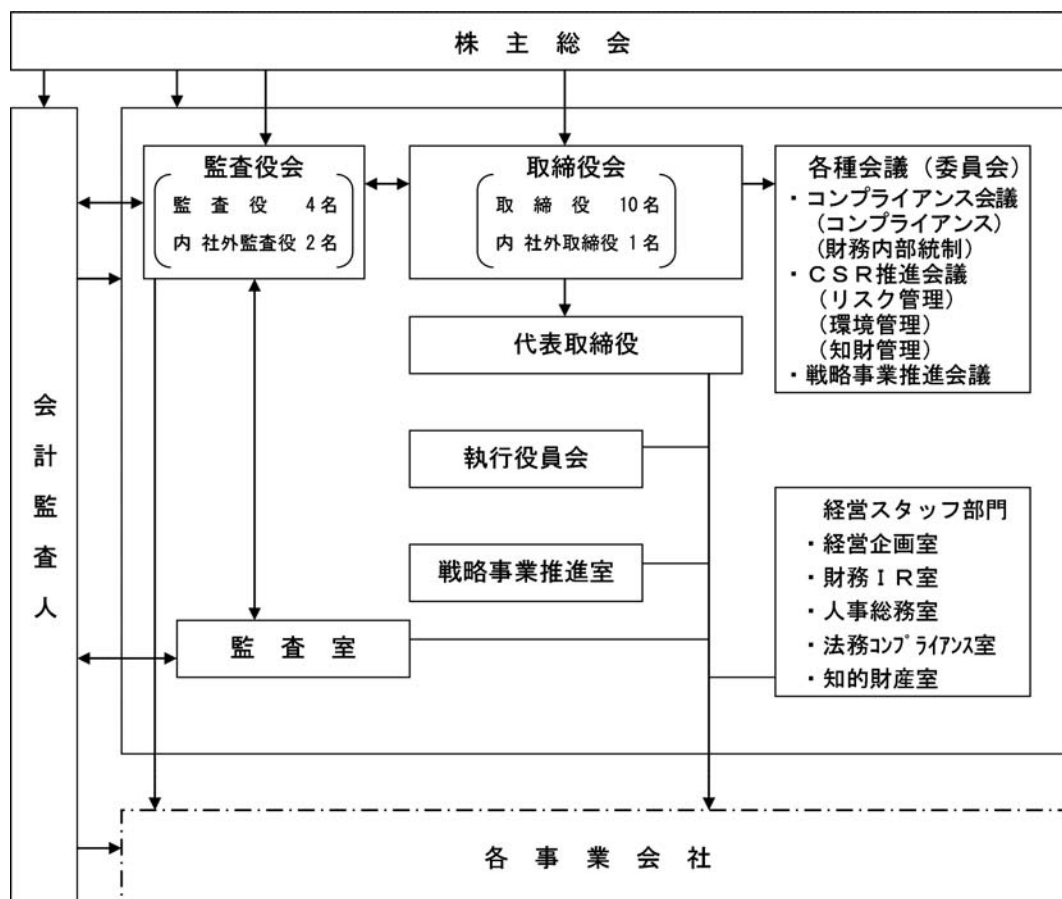 株主総会
監査役会
監査役 4名
内 社外監査役 2名
取締役会
取締役 10名
内 社外取締役 1名
各種会議（委員会）
・コンプライアンス会議
（コンプライアンス）
（財務内部統制）
・ＣＳＲ推進会議
（リスク管理）
（環境管理）
（知財管理）
・戦略事業推進会議
代表取締役
会計監査人
執行役員会
戦略事業推進室
監査室
経営スタッフ部門
・経営企画室
・財務ＩＲ室
・人事総務室
・法務ｺﾝﾌﾟﾗｲｱﾝｽ室
・知的財産室
各事業会社